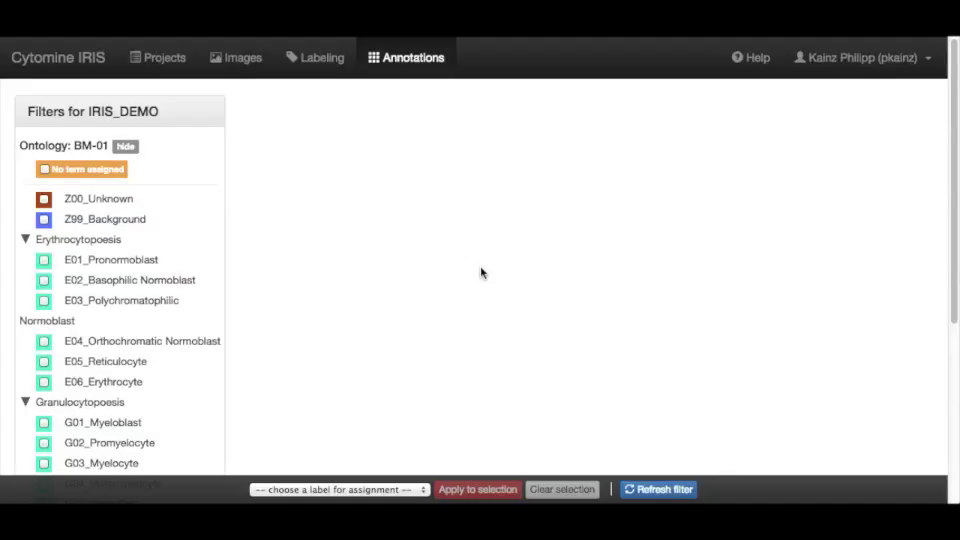 Cytomine IRIS Projects Images Labeling Annotations Help Kainz Philipp (pkainz)
Filters for IRIS_DEMO
Ontology: BM-01 hide
No term assigned
Z00_Unknown
Z99_Background
Erythrocytopoesis
E01_Pronormoblast
E02_Basophilic Normoblast
E03_Polychromatophilic
Normoblast
E04_Orthochromatic Normoblast
E05_Reticulocyte
E06_Erythrocyte
Granulocytopoesis
G01_Myeloblast
G02_Promyelocyte
G03_Myelocyte
-- choose a label for assignment -- Apply to selection Clear selection | Refresh filter